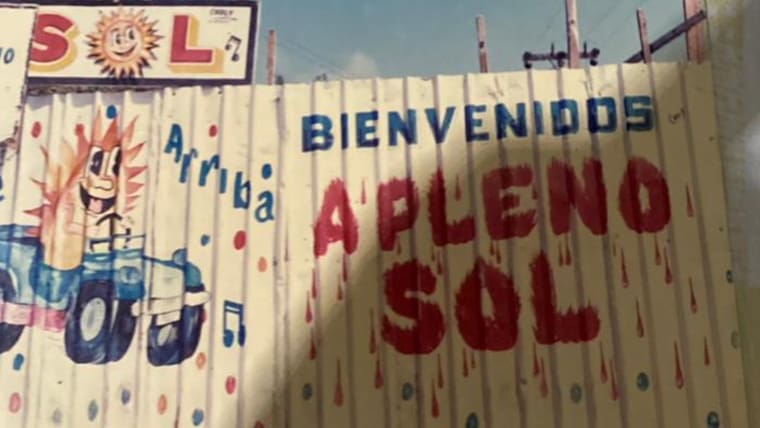 SOL
Arriba
BIENVENIDOS
A PLENO
SOL